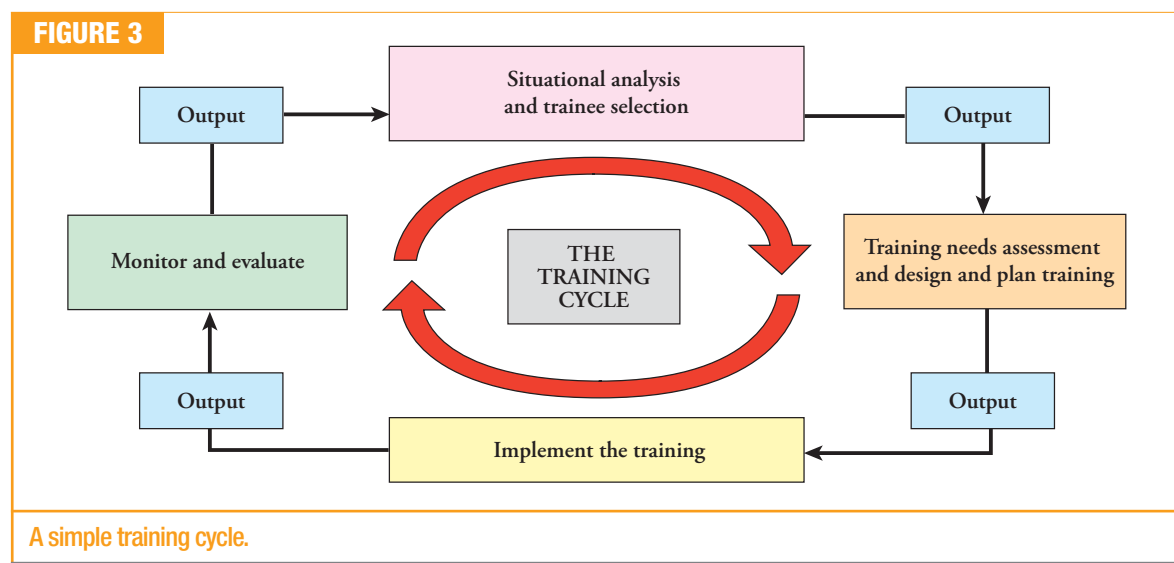 FIGURE 3
Situational analysis
and trainee selection
Output
Output
Monitor and evaluate
THE
TRAINING
CYCLE
Training needs assessment
and design and plan training
Output
Output
Implement the training
A simple training cycle.